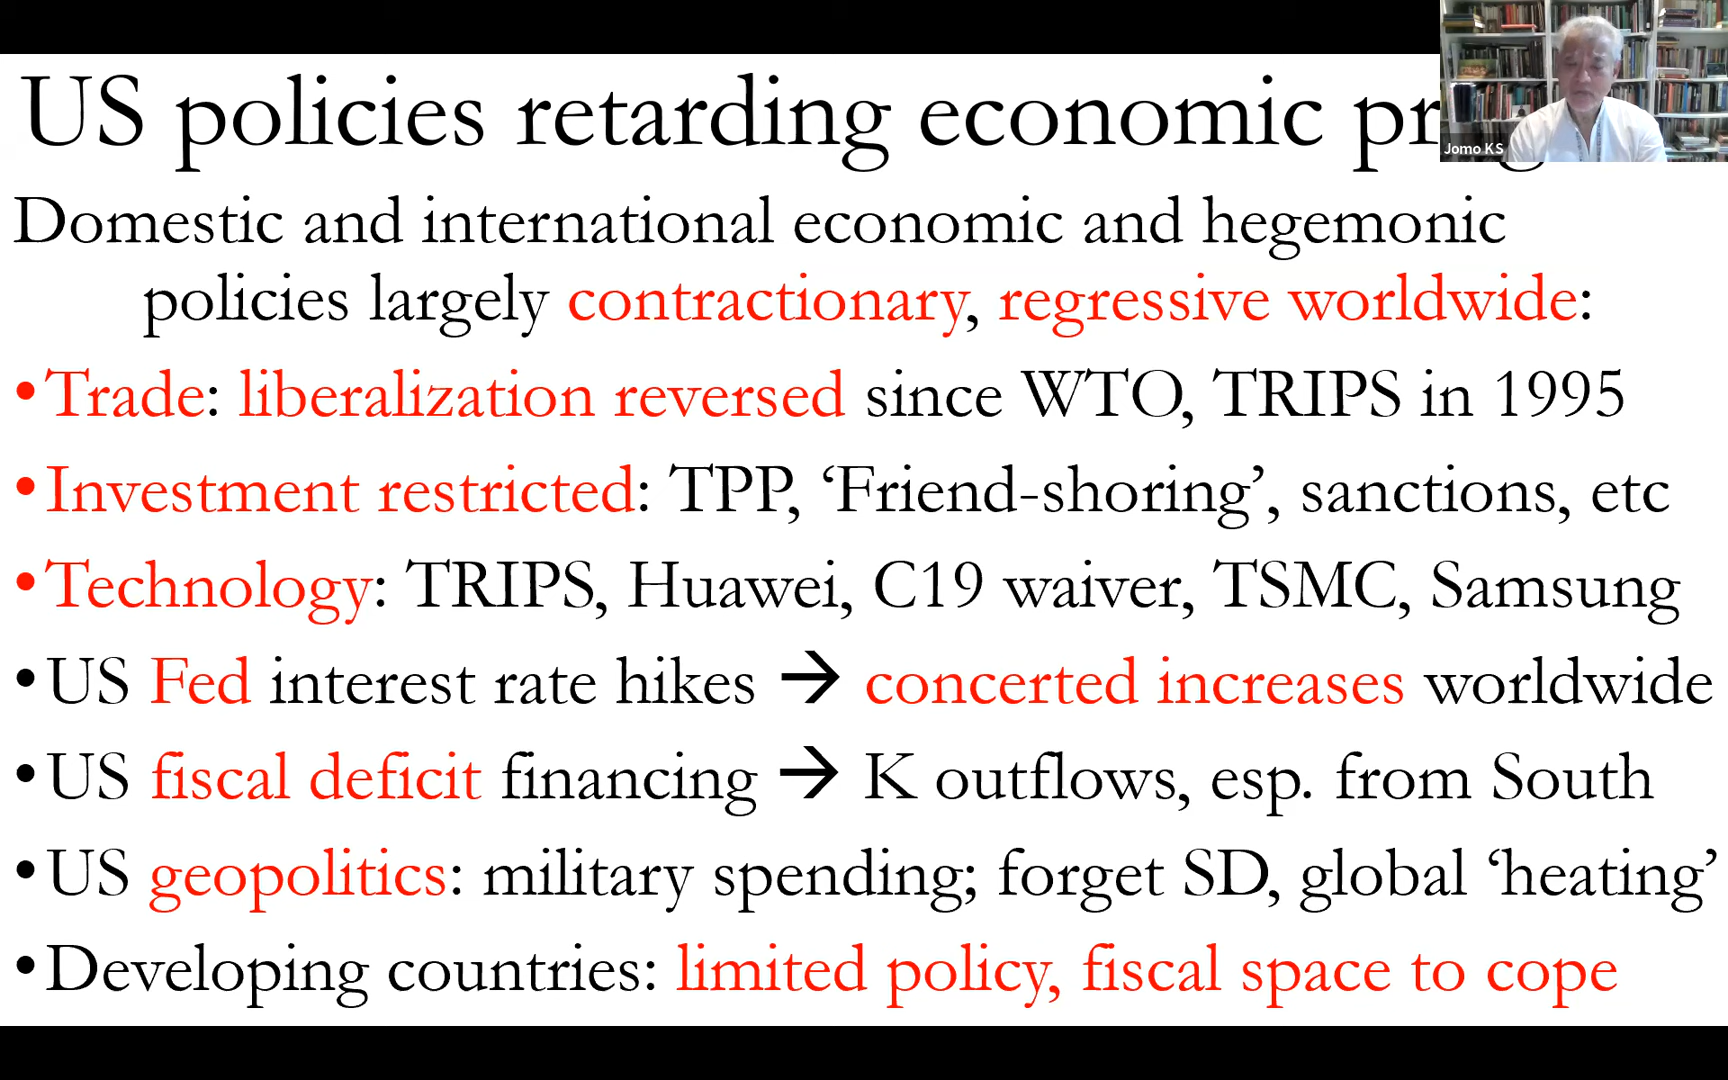 US policies retarding economic
Jomo KS
Domestic and international economic and hegemonic
policies largely contractionary, regressive worldwide:
•Trade: liberalization reversed since WTO, TRIPS in 1995
•Investment restricted: TPP, ‘Friend-shoring’, sanctions, etc
•Technology: TRIPS, Huawei, C19 waiver, TSMC, Samsung
•US Fed interest rate hikes → concerted increases worldwide
•US fiscal deficit financing → K outflows, esp. from South
•US geopolitics: military spending; forget SD, global ‘heating’
•Developing countries: limited policy, fiscal space to cope